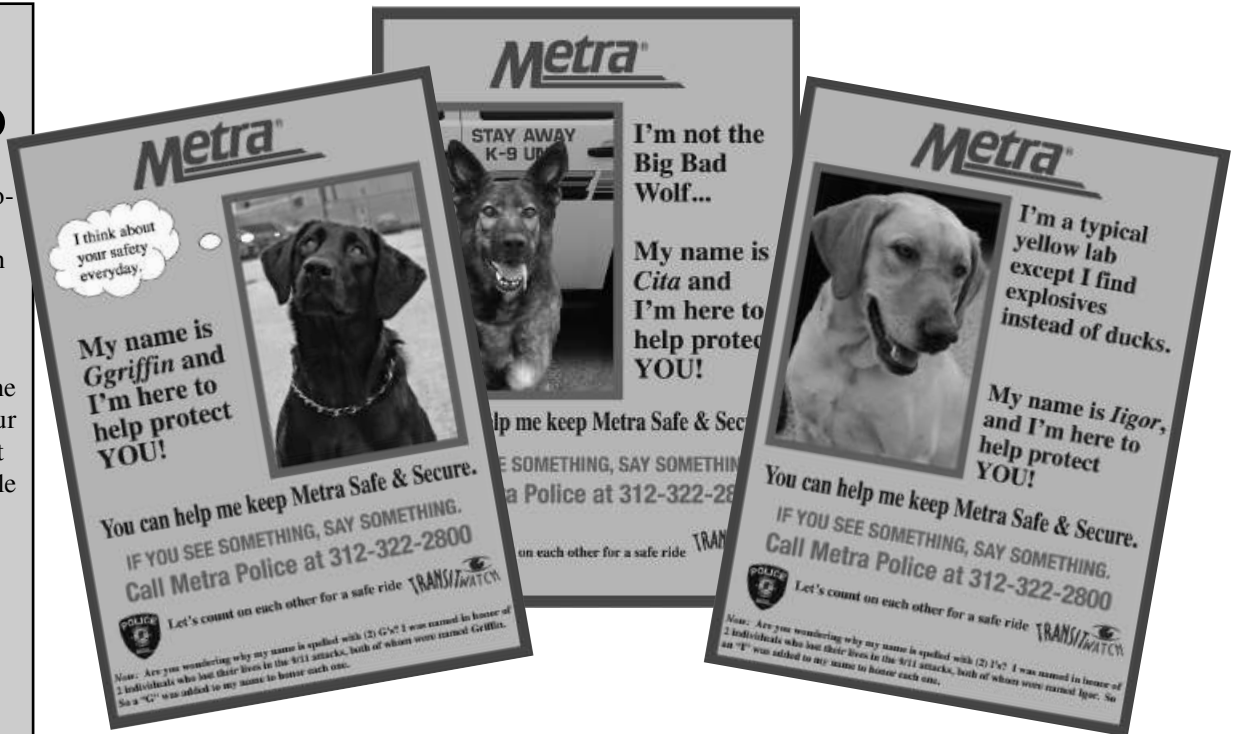 o-
n
ne
ur
t
le
Metra®
I think about
your safety
everyday.
My name is
Ggriffin and
I'm here to
help protect
YOU!
You can help me keep Metra Safe & Secure.
IF YOU SEE SOMETHING, SAY SOMETHING.
Call Metra Police at 312-322-2800
POLICE
Let's count on each other for a safe ride
TRANSITWATCH
Note: Are you wondering why my name is spelled with (2) G's? I was named in honor of
2 individuals who lost their lives in the 9/11 attacks, both of whom were named Griffin.
So a "G" was added to my name to honor each one.
Metra®
STAY AWAY
K-9 UN
I'm not the
Big Bad
Wolf...
My name is
Cita and
I'm here to
help protec
YOU!
lp me keep Metra Safe & Sec
E SOMETHING, SAY SOMETHIN
ra Police at 312-322-28
on each other for a safe ride
TRAN
Metra®
I'm a typical
yellow lab
except I find
explosives
instead of ducks.
My name is Iigor,
and I'm here to
help protect
YOU!
You can help me keep Metra Safe & Secure.
IF YOU SEE SOMETHING, SAY SOMETHING.
Call Metra Police at 312-322-2800
POLICE
Let's count on each other for a safe ride
TRANSITWATCH
Note: Are you wondering why my name is spelled with (2) I's? I was named in honor of
2 individuals who lost their lives in the 9/11 attacks, both of whom were named Igor. So
an "I" was added to my name to honor each one.